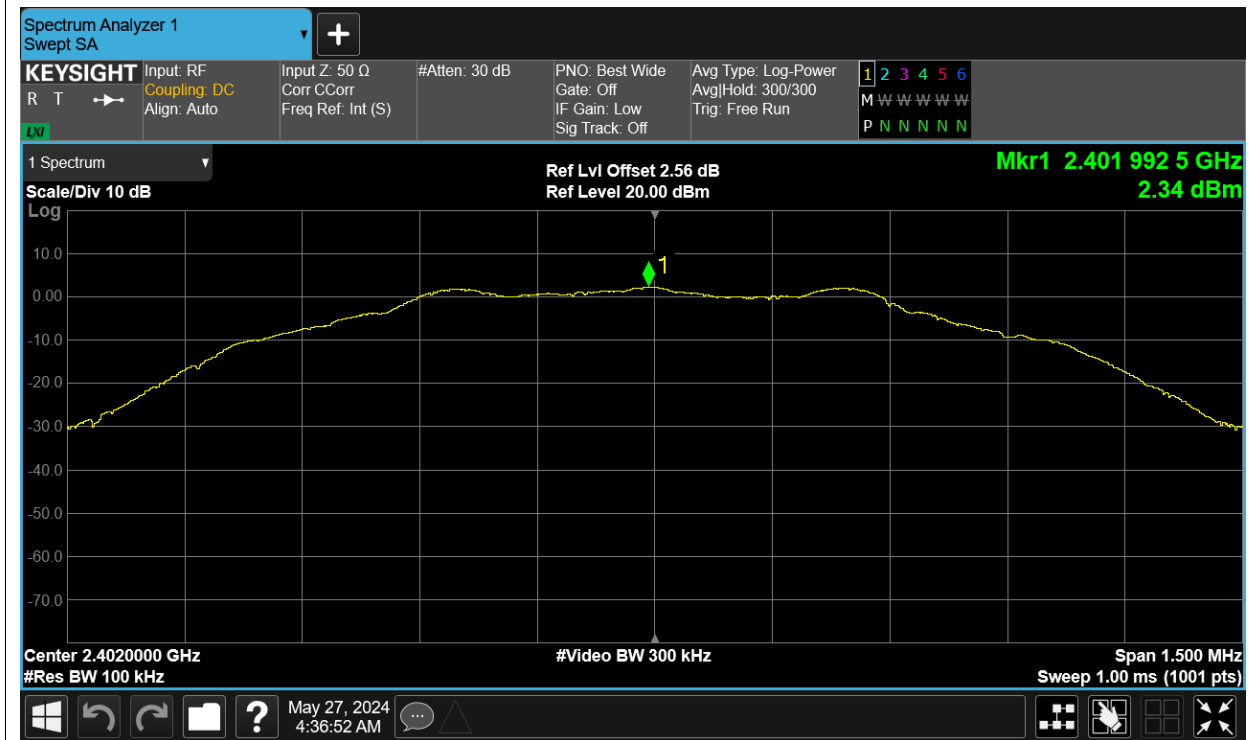 Spectrum Analyzer 1
Swept SA
+
KEYSIGHT
R T
LXI
Input: RF
Coupling: DC
Align: Auto
Input Z: 50 Ω
Corr CCorr
Freq Ref: Int (S)
#Atten: 30 dB
PNO: Best Wide
Gate: Off
IF Gain: Low
Sig Track: Off
Avg Type: Log-Power
Avg|Hold: 300/300
Trig: Free Run
1 2 3 4 5 6
M W W W W W
P N N N N N
1 Spectrum
Scale/Div 10 dB
Log
Ref Lvl Offset 2.56 dB
Ref Level 20.00 dBm
Mkr1 2.401 992 5 GHz
2.34 dBm
10.0
0.00
-10.0
-20.0
-30.0
-40.0
-50.0
-60.0
-70.0
1
Center 2.4020000 GHz
#Res BW 100 kHz
#Video BW 300 kHz
Span 1.500 MHz
Sweep 1.00 ms (1001 pts)
?
May 27, 2024
4:36:52 AM